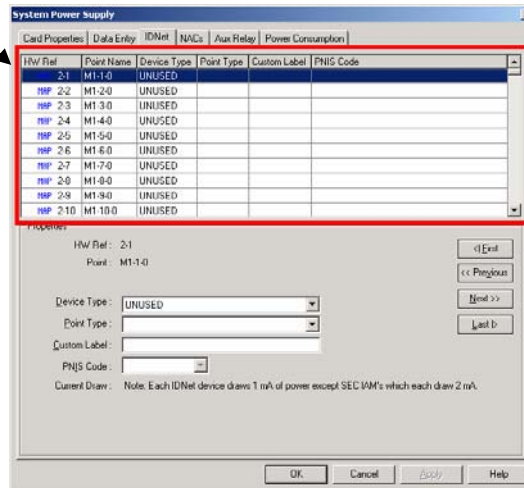 System Power Supply
Card Properties Data Entry IDNet NACs Aux Relay Power Consumption
HW Ref Point Name Device Type Point Type Custom Label PNIS Code
MAP 2-1 M1-1-0 UNUSED
MAP 2-2 M1-2-0 UNUSED
MAP 2-3 M1-3-0 UNUSED
MAP 2-4 M1-4-0 UNUSED
MAP 2-5 M1-5-0 UNUSED
MAP 2-6 M1-6-0 UNUSED
MAP 2-7 M1-7-0 UNUSED
MAP 2-8 M1-8-0 UNUSED
MAP 2-9 M1-9-0 UNUSED
MAP 2-10 M1-10-0 UNUSED
Properties
HW Ref : 2-1
Point : M1-1-0
Device Type : UNUSED
Point Type :
Custom Label :
PNIS Code :
Current Draw : Note: Each IDNet device draws 1 mA of power except SEC IAM's which each draw 2 mA.
<| First
<< Previous
Next >>
Last |>
OK Cancel Apply Help